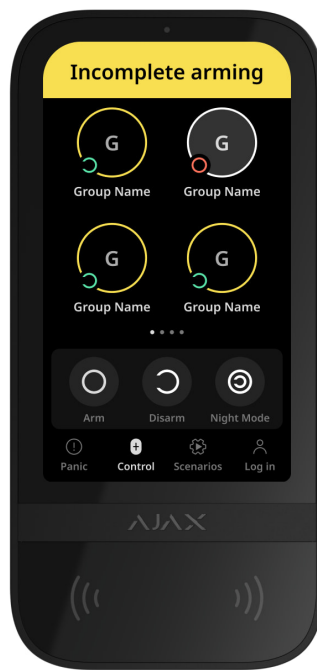 Incomplete arming
G G
Group Name Group Name
G G
Group Name Group Name
Arm Disarm Night Mode
Panic Control Scenarios Log in
AJAX